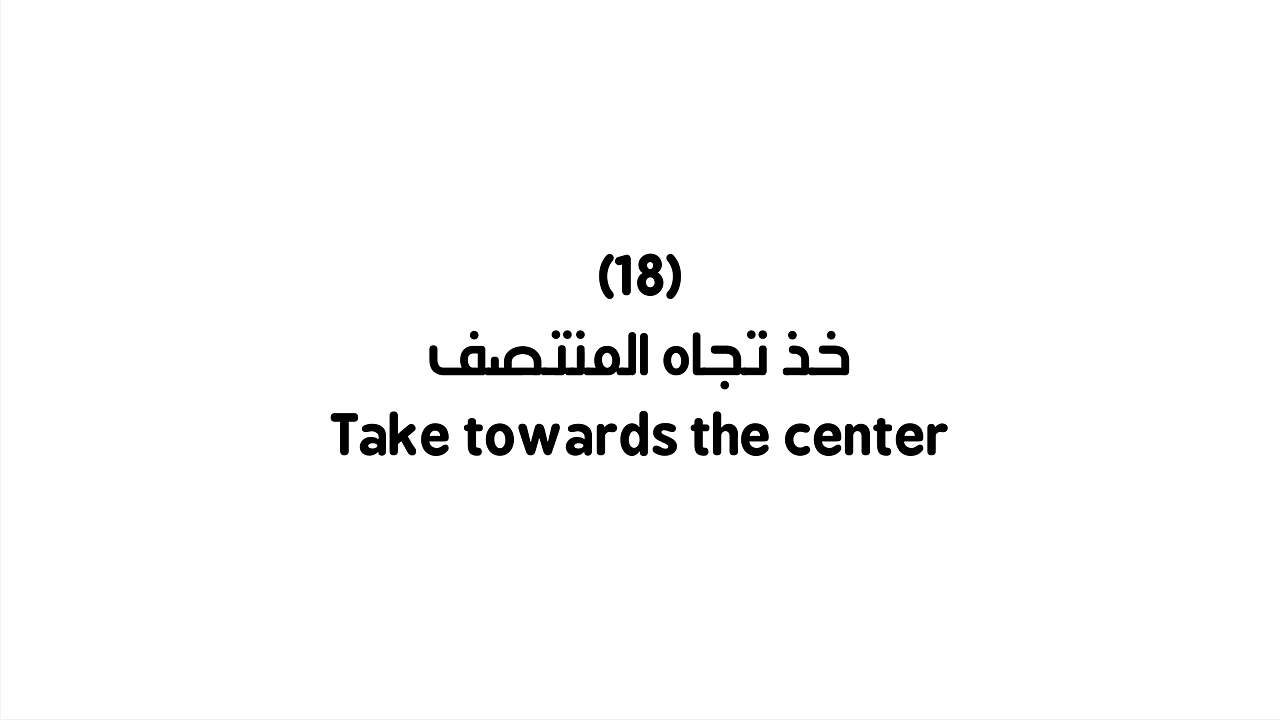 (18)
خذ تجاه المنتصف
Take towards the center